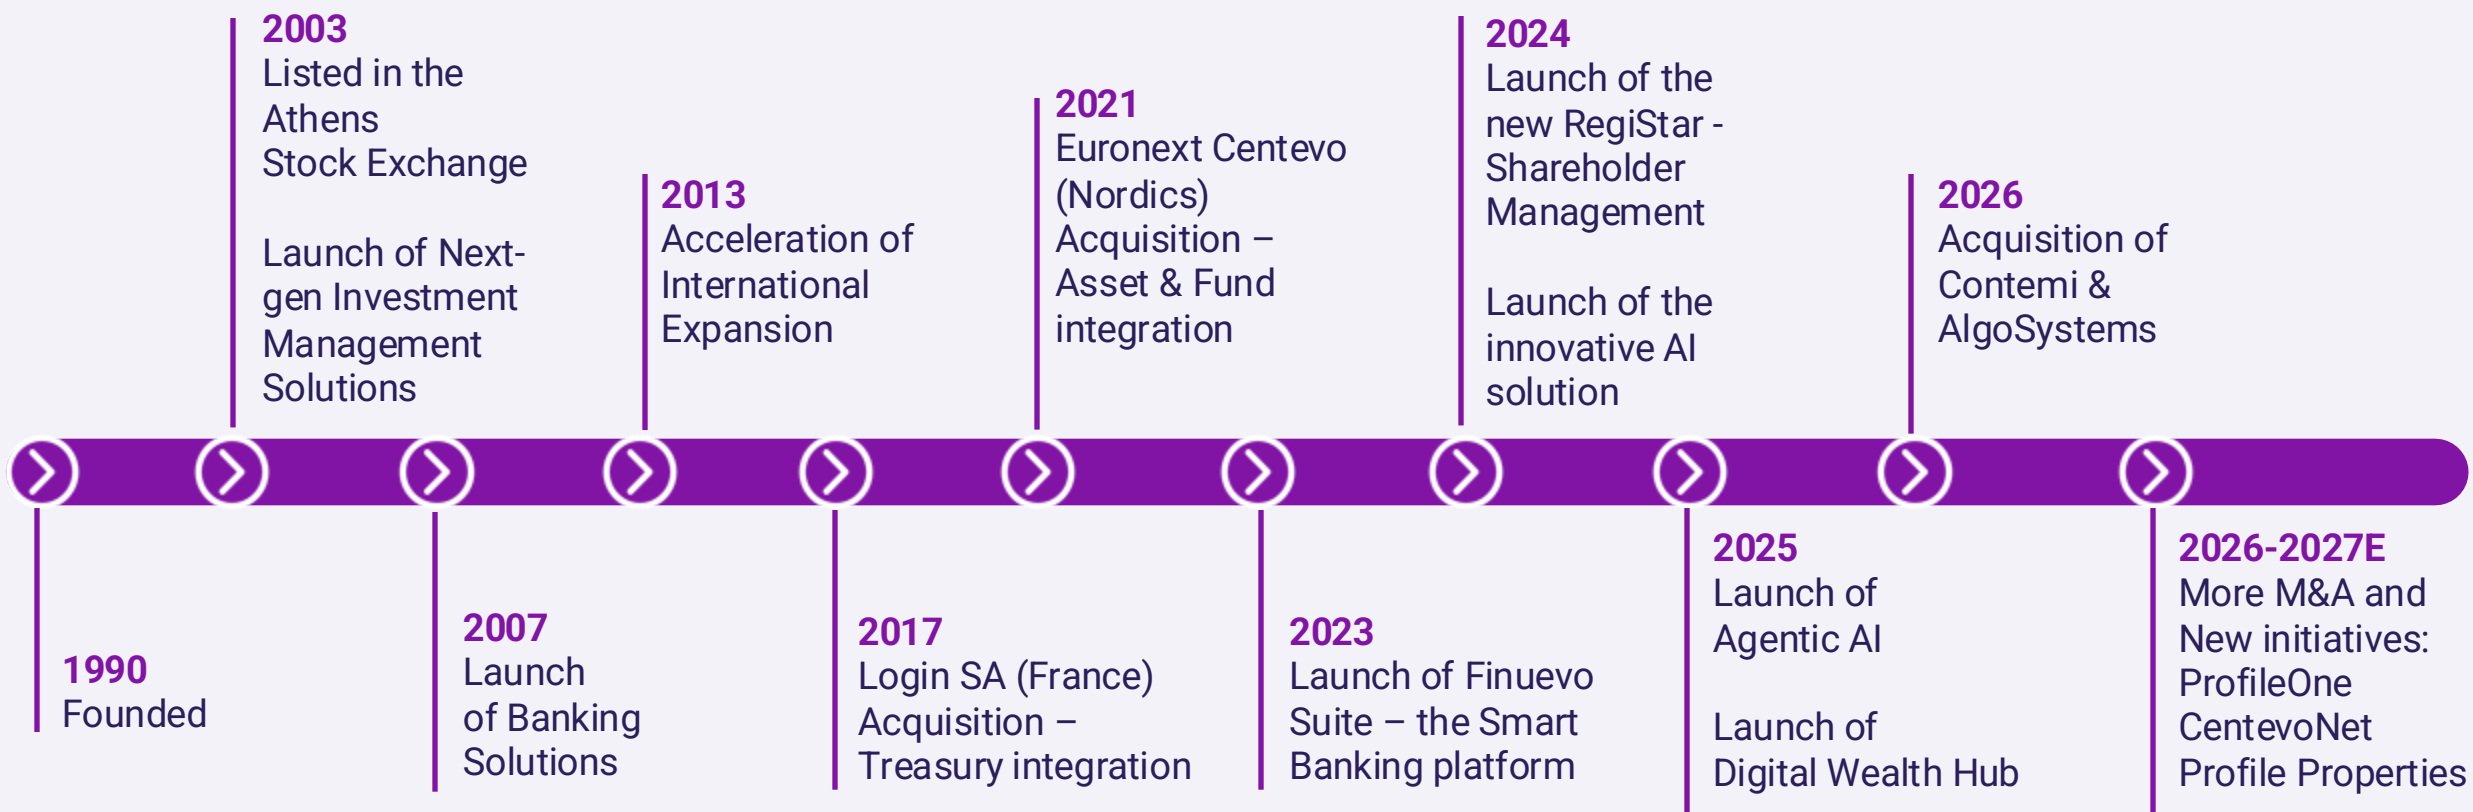 2003
Listed in the
Athens
Stock Exchange
Launch of Next-
gen Investment
Management
Solutions
2013
Acceleration of
International
Expansion
2021
Euronext Centevo
(Nordics)
Acquisition –
Asset & Fund
integration
2024
Launch of the
new RegiStar -
Shareholder
Management
Launch of the
innovative AI
solution
2026
Acquisition of
Contemi &
AlgoSystems
1990
Founded
2007
Launch
of Banking
Solutions
2017
Login SA (France)
Acquisition –
Treasury integration
2023
Launch of Finuevo
Suite – the Smart
Banking platform
2025
Launch of
Agentic AI
Launch of
Digital Wealth Hub
2026-2027E
More M&A and
New initiatives:
ProfileOne
CentevoNet
Profile Properties